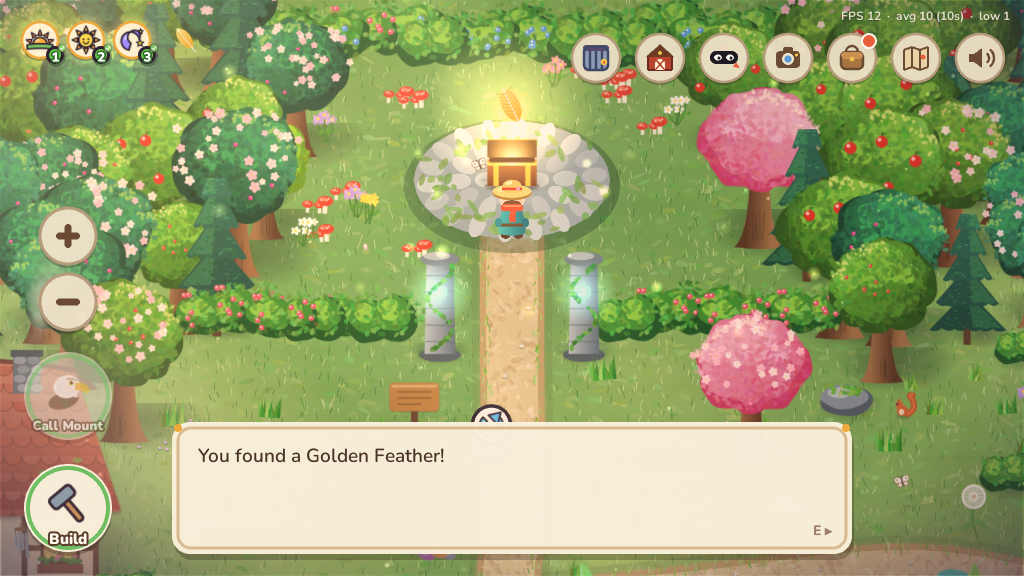 FPS 12 · avg 10 (10s) · low 1
1
2
3
Call Mount
Build
You found a Golden Feather!
E